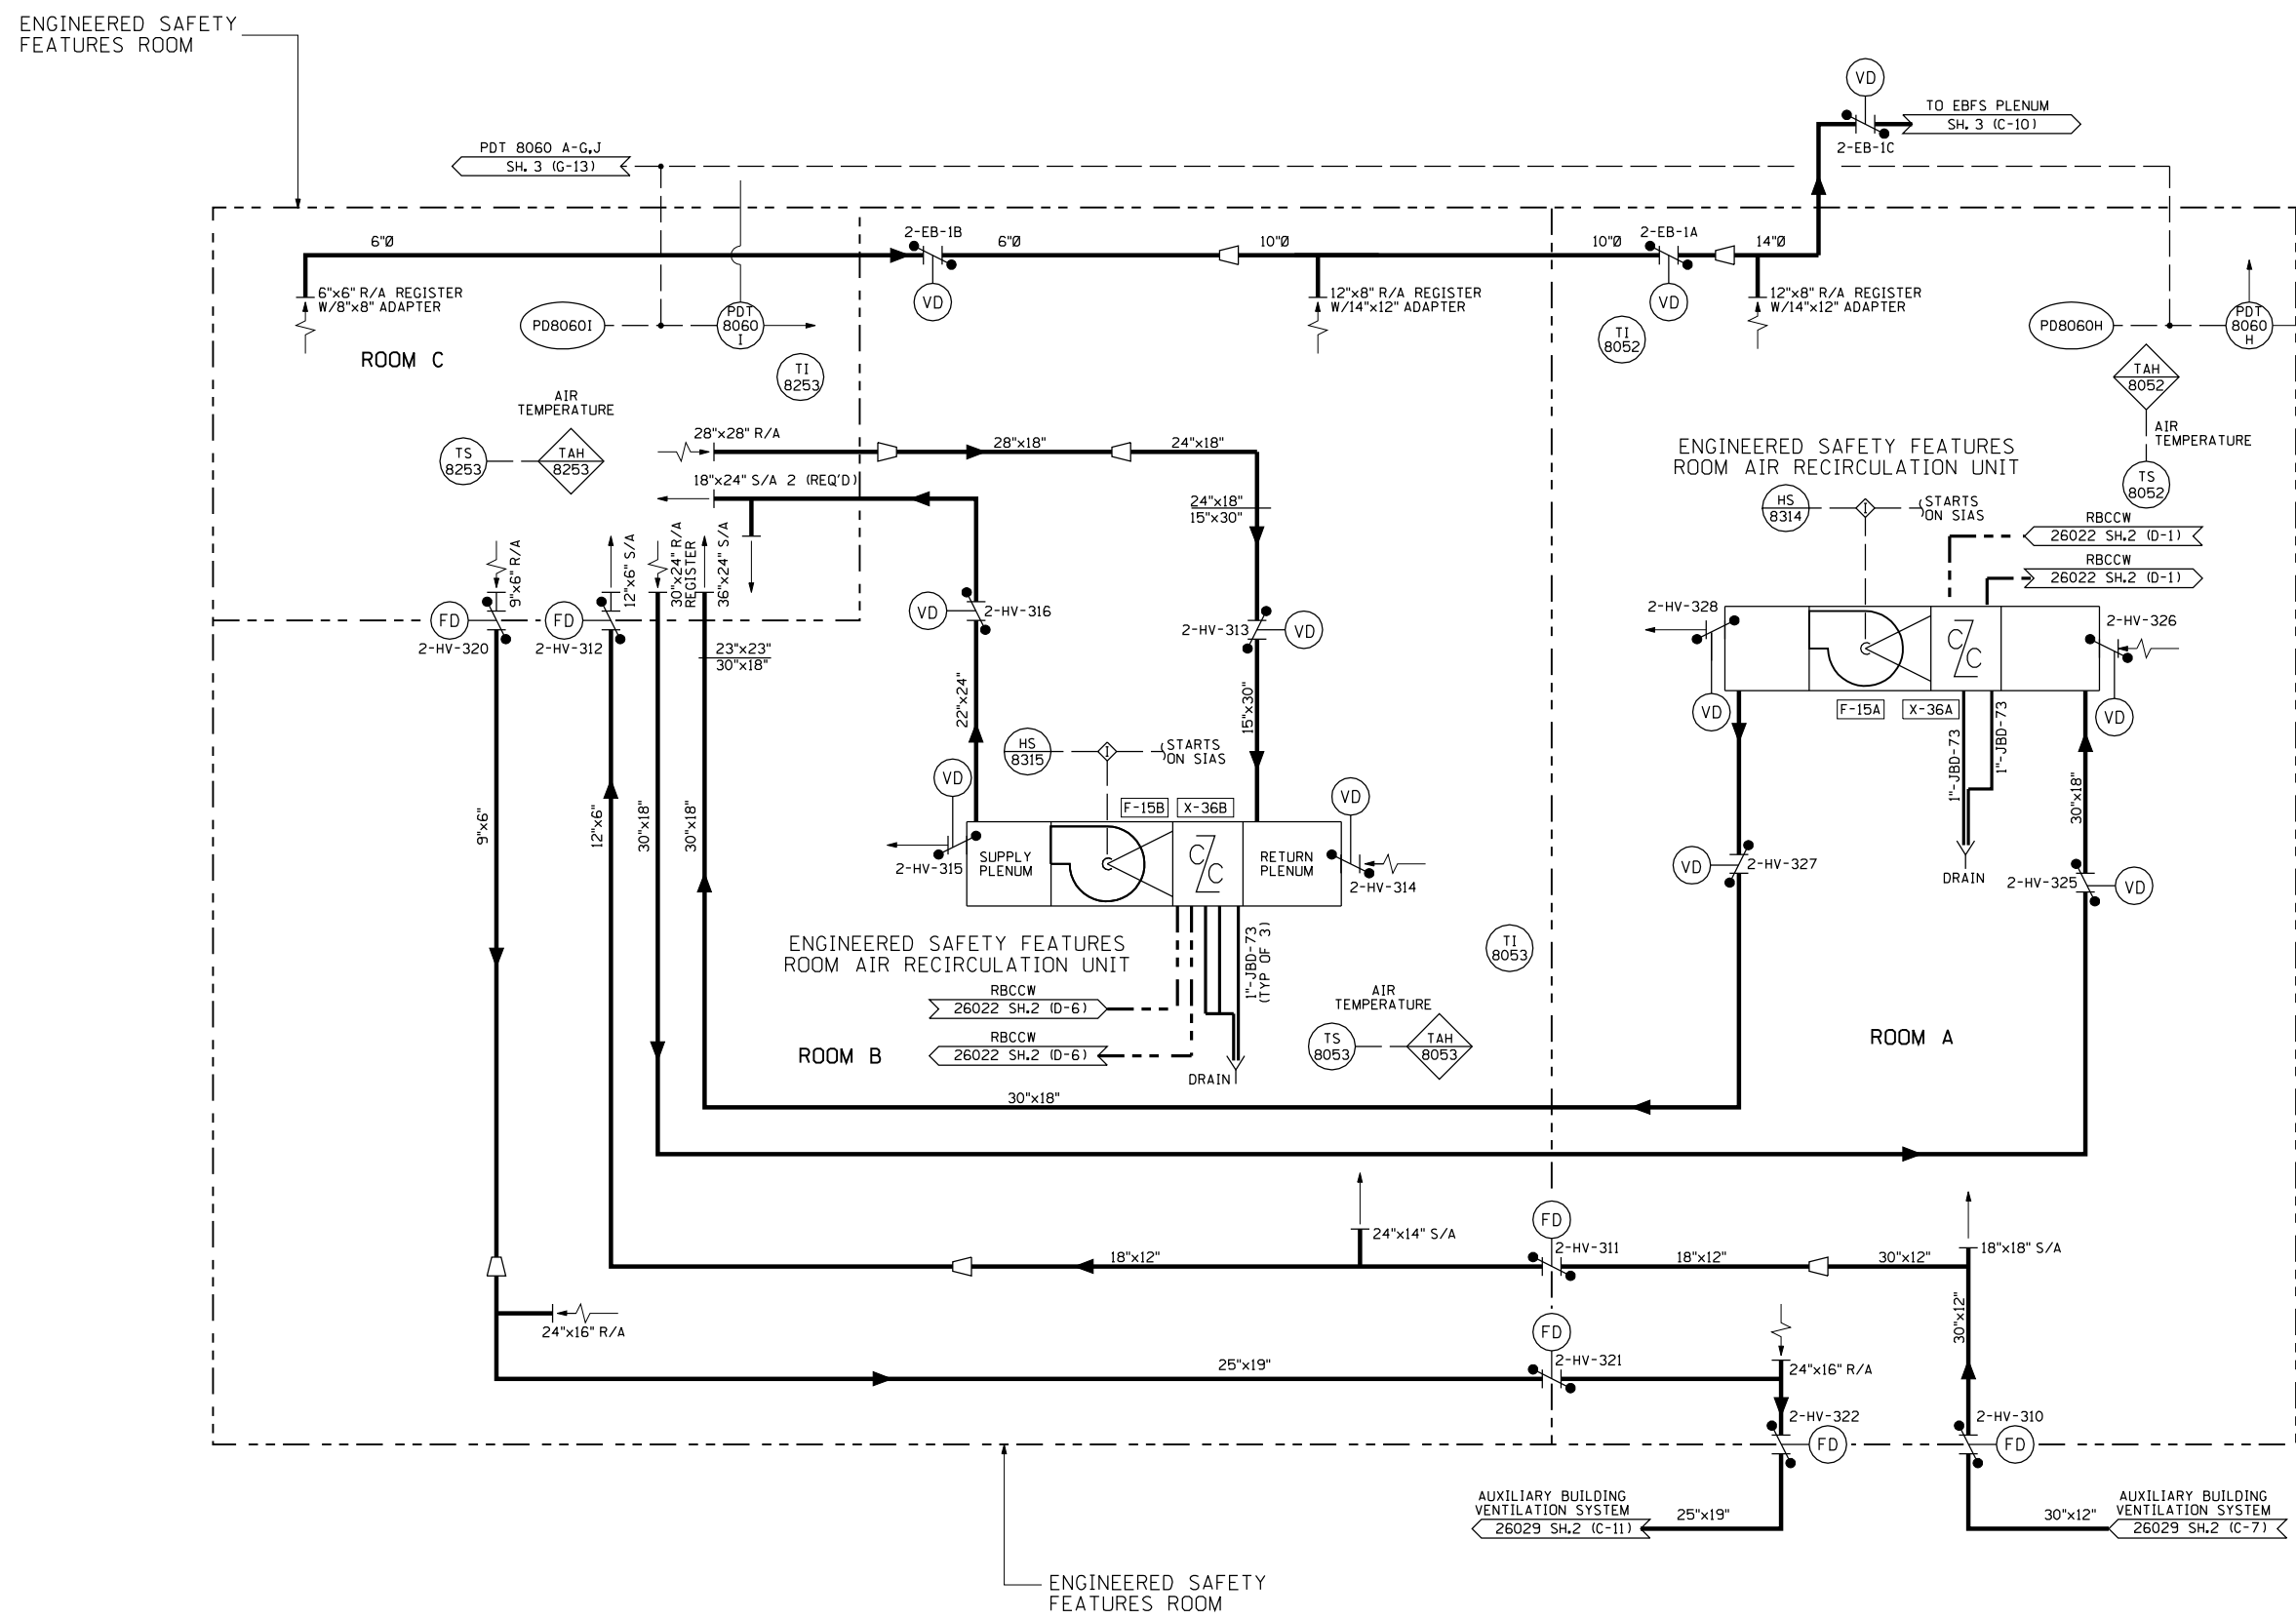 ENGINEERED SAFETY
FEATURES ROOM
VD
TO EBFS PLENUM
SH. 3 (C-10)
2-EB-1C
PDT 8060 A-G,J
SH. 3 (G-13)
6"Ø
2-EB-1B
6"Ø
10"Ø
10"Ø
2-EB-1A
14"Ø
6"x6" R/A REGISTER
W/8"x8" ADAPTER
PD8060I
PDT
8060
I
VD
12"x8" R/A REGISTER
W/14"x12" ADAPTER
TI
8052
VD
12"x8" R/A REGISTER
W/14"x12" ADAPTER
PD8060H
PDT
8060
H
ROOM C
TI
8253
TAH
8052
AIR
TEMPERATURE
TS
8253
TAH
8253
28"x28" R/A
28"x18"
24"x18"
AIR
TEMPERATURE
TS
8052
ENGINEERED SAFETY FEATURES
ROOM AIR RECIRCULATION UNIT
18"x24" S/A 2 (REQ'D)
24"x18"
15"x30"
HS
8314
I
STARTS
ON SIAS
RBCCW
26022 SH.2 (D-1)
RBCCW
26022 SH.2 (D-1)
9"x6" R/A
12"x6" S/A
30"x24" R/A
REGISTER
36"x24" S/A
FD
2-HV-320
FD
2-HV-312
VD
2-HV-316
2-HV-313
VD
2-HV-328
2-HV-326
C
C
C
23"x23"
30"x18"
22"x24"
15"x30"
VD
F-15A
X-36A
VD
1"-JBD-73
1"-JBD-73
HS
8315
I
STARTS
ON SIAS
VD
F-15B
X-36B
VD
9"x6"
12"x6"
30"x18"
30"x18"
30"x18"
2-HV-315
SUPPLY
PLENUM
C
C
C
RETURN
PLENUM
2-HV-314
VD
2-HV-327
DRAIN
2-HV-325
VD
ENGINEERED SAFETY FEATURES
ROOM AIR RECIRCULATION UNIT
1"-JBD-73
(TYP OF 3)
TI
8053
RBCCW
26022 SH.2 (D-6)
RBCCW
26022 SH.2 (D-6)
ROOM B
DRAIN
AIR
TEMPERATURE
TS
8053
TAH
8053
ROOM A
30"x18"
24"x14" S/A
FD
2-HV-311
18"x12"
18"x12"
30"x12"
18"x18" S/A
30"x12"
24"x16" R/A
FD
2-HV-321
25"x19"
24"x16" R/A
2-HV-322
FD
2-HV-310
FD
AUXILIARY BUILDING
VENTILATION SYSTEM
26029 SH.2 (C-11)
25"x19"
30"x12"
AUXILIARY BUILDING
VENTILATION SYSTEM
26029 SH.2 (C-7)
ENGINEERED SAFETY
FEATURES ROOM